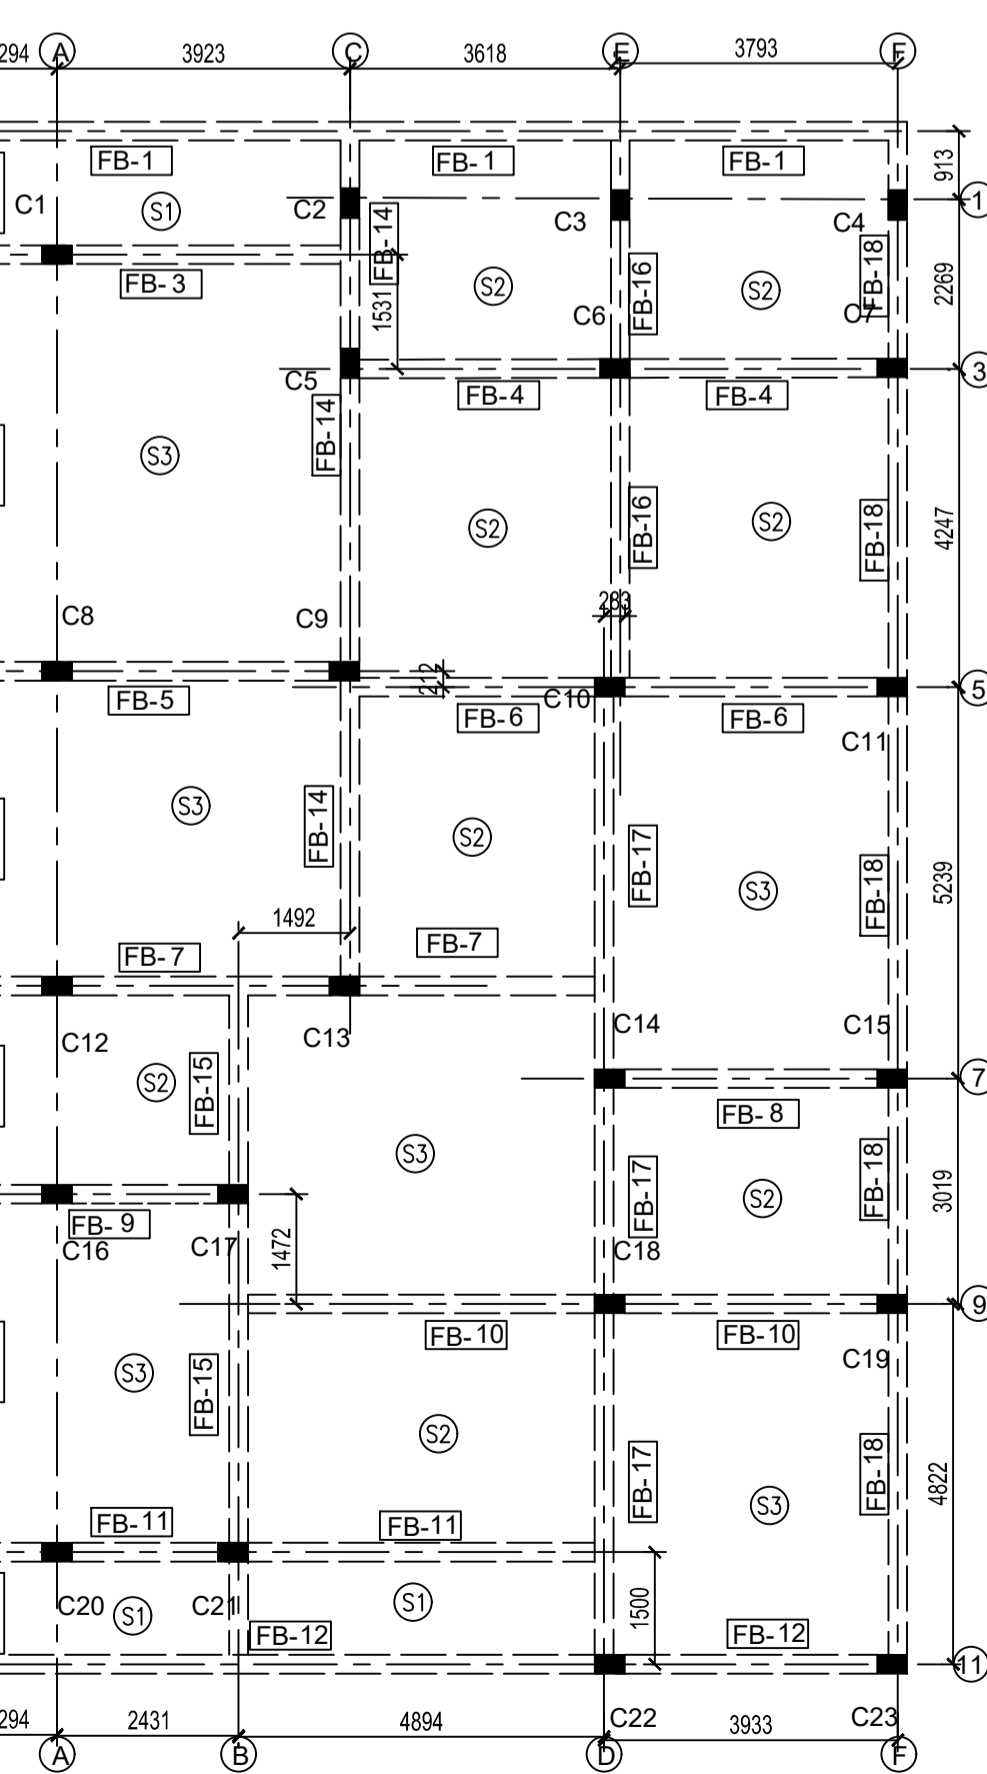 294 A 3923 C 3618 E 3793 F
FB-1 FB-1 FB-1
913
C1 S1 C2 C3 C4 1
FB-14
FB-3 S2 FB-16 S2 FB-18 2269
1531 C6
C5 3
FB-4 FB-4
FB-14
S3
S2 FB-16 S2 FB-18 4247
283
C8 C9
212
FB-5 C10 5
FB-6 FB-6
C11
S3 FB-14 S2 FB-17 FB-18 5239
S3
1492
FB-7 FB-7
C12 C13 C14 C15
S2 FB-15 7
FB-8
S3 FB-17 S2 FB-18 3019
FB-9
C16 C17 1472 C18
9
FB-10 FB-10
C19
S3 FB-15
S2 FB-17 FB-18 4822
S3
FB-11 FB-11
C20 S1 C21 S1 1500
FB-12 FB-12
11
294 2431 4894 C22 3933 C23
A B D F